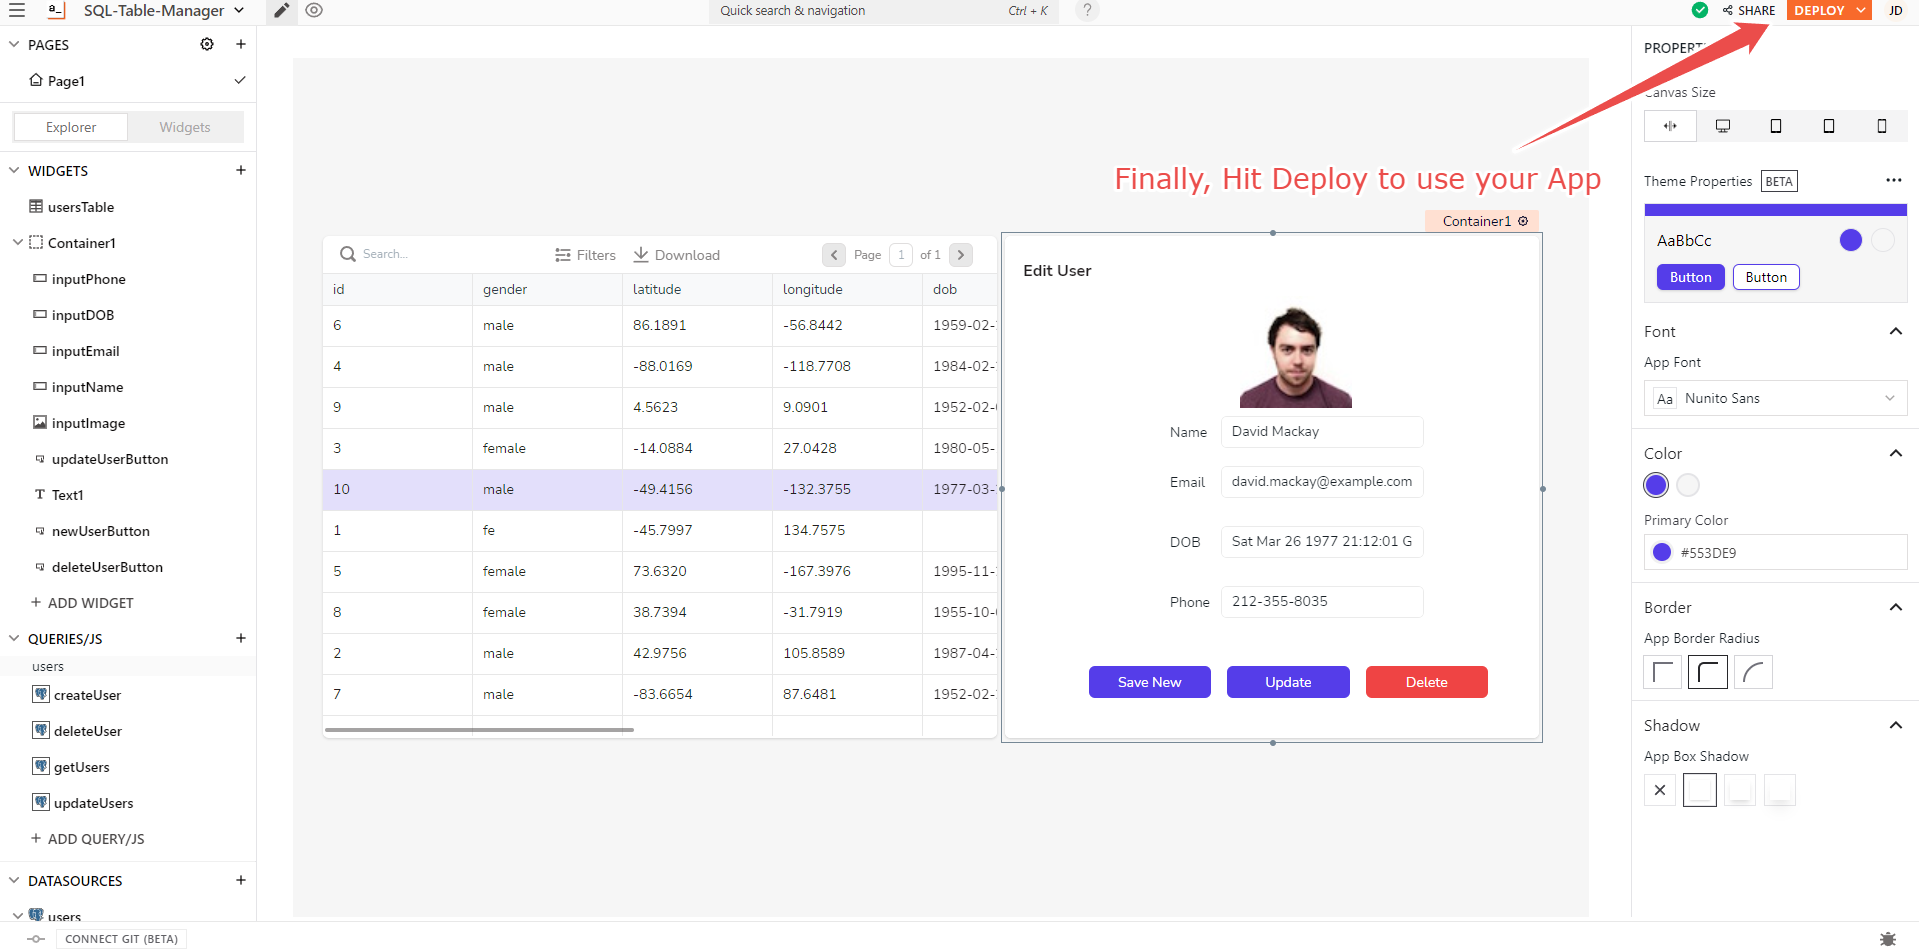 a_ SQL-Table-Manager
Quick search & navigation Ctrl + K ?
SHARE DEPLOY JD
PAGES
Page1
Explorer Widgets
WIDGETS
usersTable
Container1
inputPhone
inputDOB
inputEmail
inputName
inputImage
updateUserButton
Text1
newUserButton
deleteUserButton
ADD WIDGET
QUERIES/JS
users
createUser
deleteUser
getUsers
updateUsers
ADD QUERY/JS
DATASOURCES
users
CONNECT GIT (BETA)
Finally, Hit Deploy to use your App
Search... Filters Download Page 1 of 1
id gender latitude longitude dob
6 male 86.1891 -56.8442 1959-02-
4 male -88.0169 -118.7708 1984-02-
9 male 4.5623 9.0901 1952-02-
3 female -14.0884 27.0428 1980-05-
10 male -49.4156 -132.3755 1977-03-
1 fe -45.7997 134.7575
5 female 73.6320 -167.3976 1995-11-
8 female 38.7394 -31.7919 1955-10-
2 male 42.9756 105.8589 1987-04-
7 male -83.6654 87.6481 1952-02-
Container1
Edit User
Name David Mackay
Email david.mackay@example.com
DOB Sat Mar 26 1977 21:12:01 G
Phone 212-355-8035
Save New Update Delete
PROPERT
Canvas Size
Theme Properties BETA
AaBbCc
Button Button
Font
App Font
Aa Nunito Sans
Color
Primary Color
#553DE9
Border
App Border Radius
Shadow
App Box Shadow